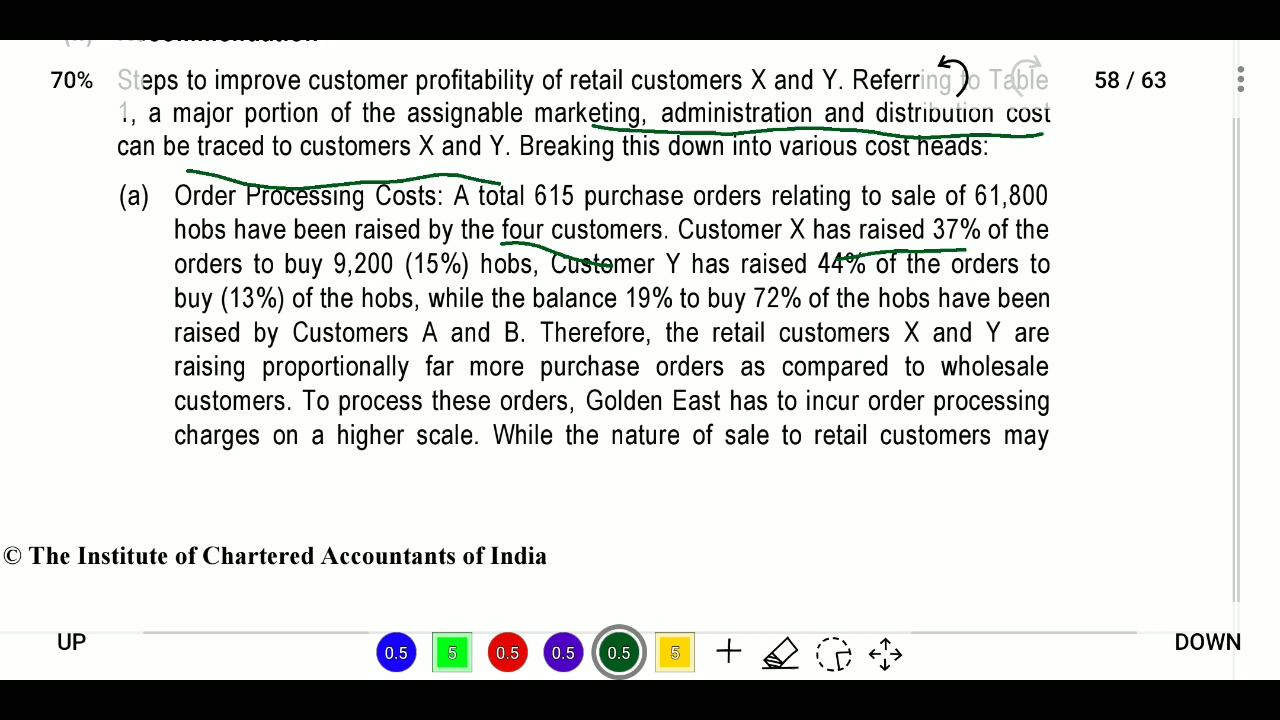 70%
58 / 63
Steps to improve customer profitability of retail customers X and Y. Referring to Table
1, a major portion of the assignable marketing, administration and distribution cost
can be traced to customers X and Y. Breaking this down into various cost heads:
(a) Order Processing Costs: A total 615 purchase orders relating to sale of 61,800
hobs have been raised by the four customers. Customer X has raised 37% of the
orders to buy 9,200 (15%) hobs, Customer Y has raised 44% of the orders to
buy (13%) of the hobs, while the balance 19% to buy 72% of the hobs have been
raised by Customers A and B. Therefore, the retail customers X and Y are
raising proportionally far more purchase orders as compared to wholesale
customers. To process these orders, Golden East has to incur order processing
charges on a higher scale. While the nature of sale to retail customers may
© The Institute of Chartered Accountants of India
UP
0.5 5 0.5 0.5 0.5 5
DOWN